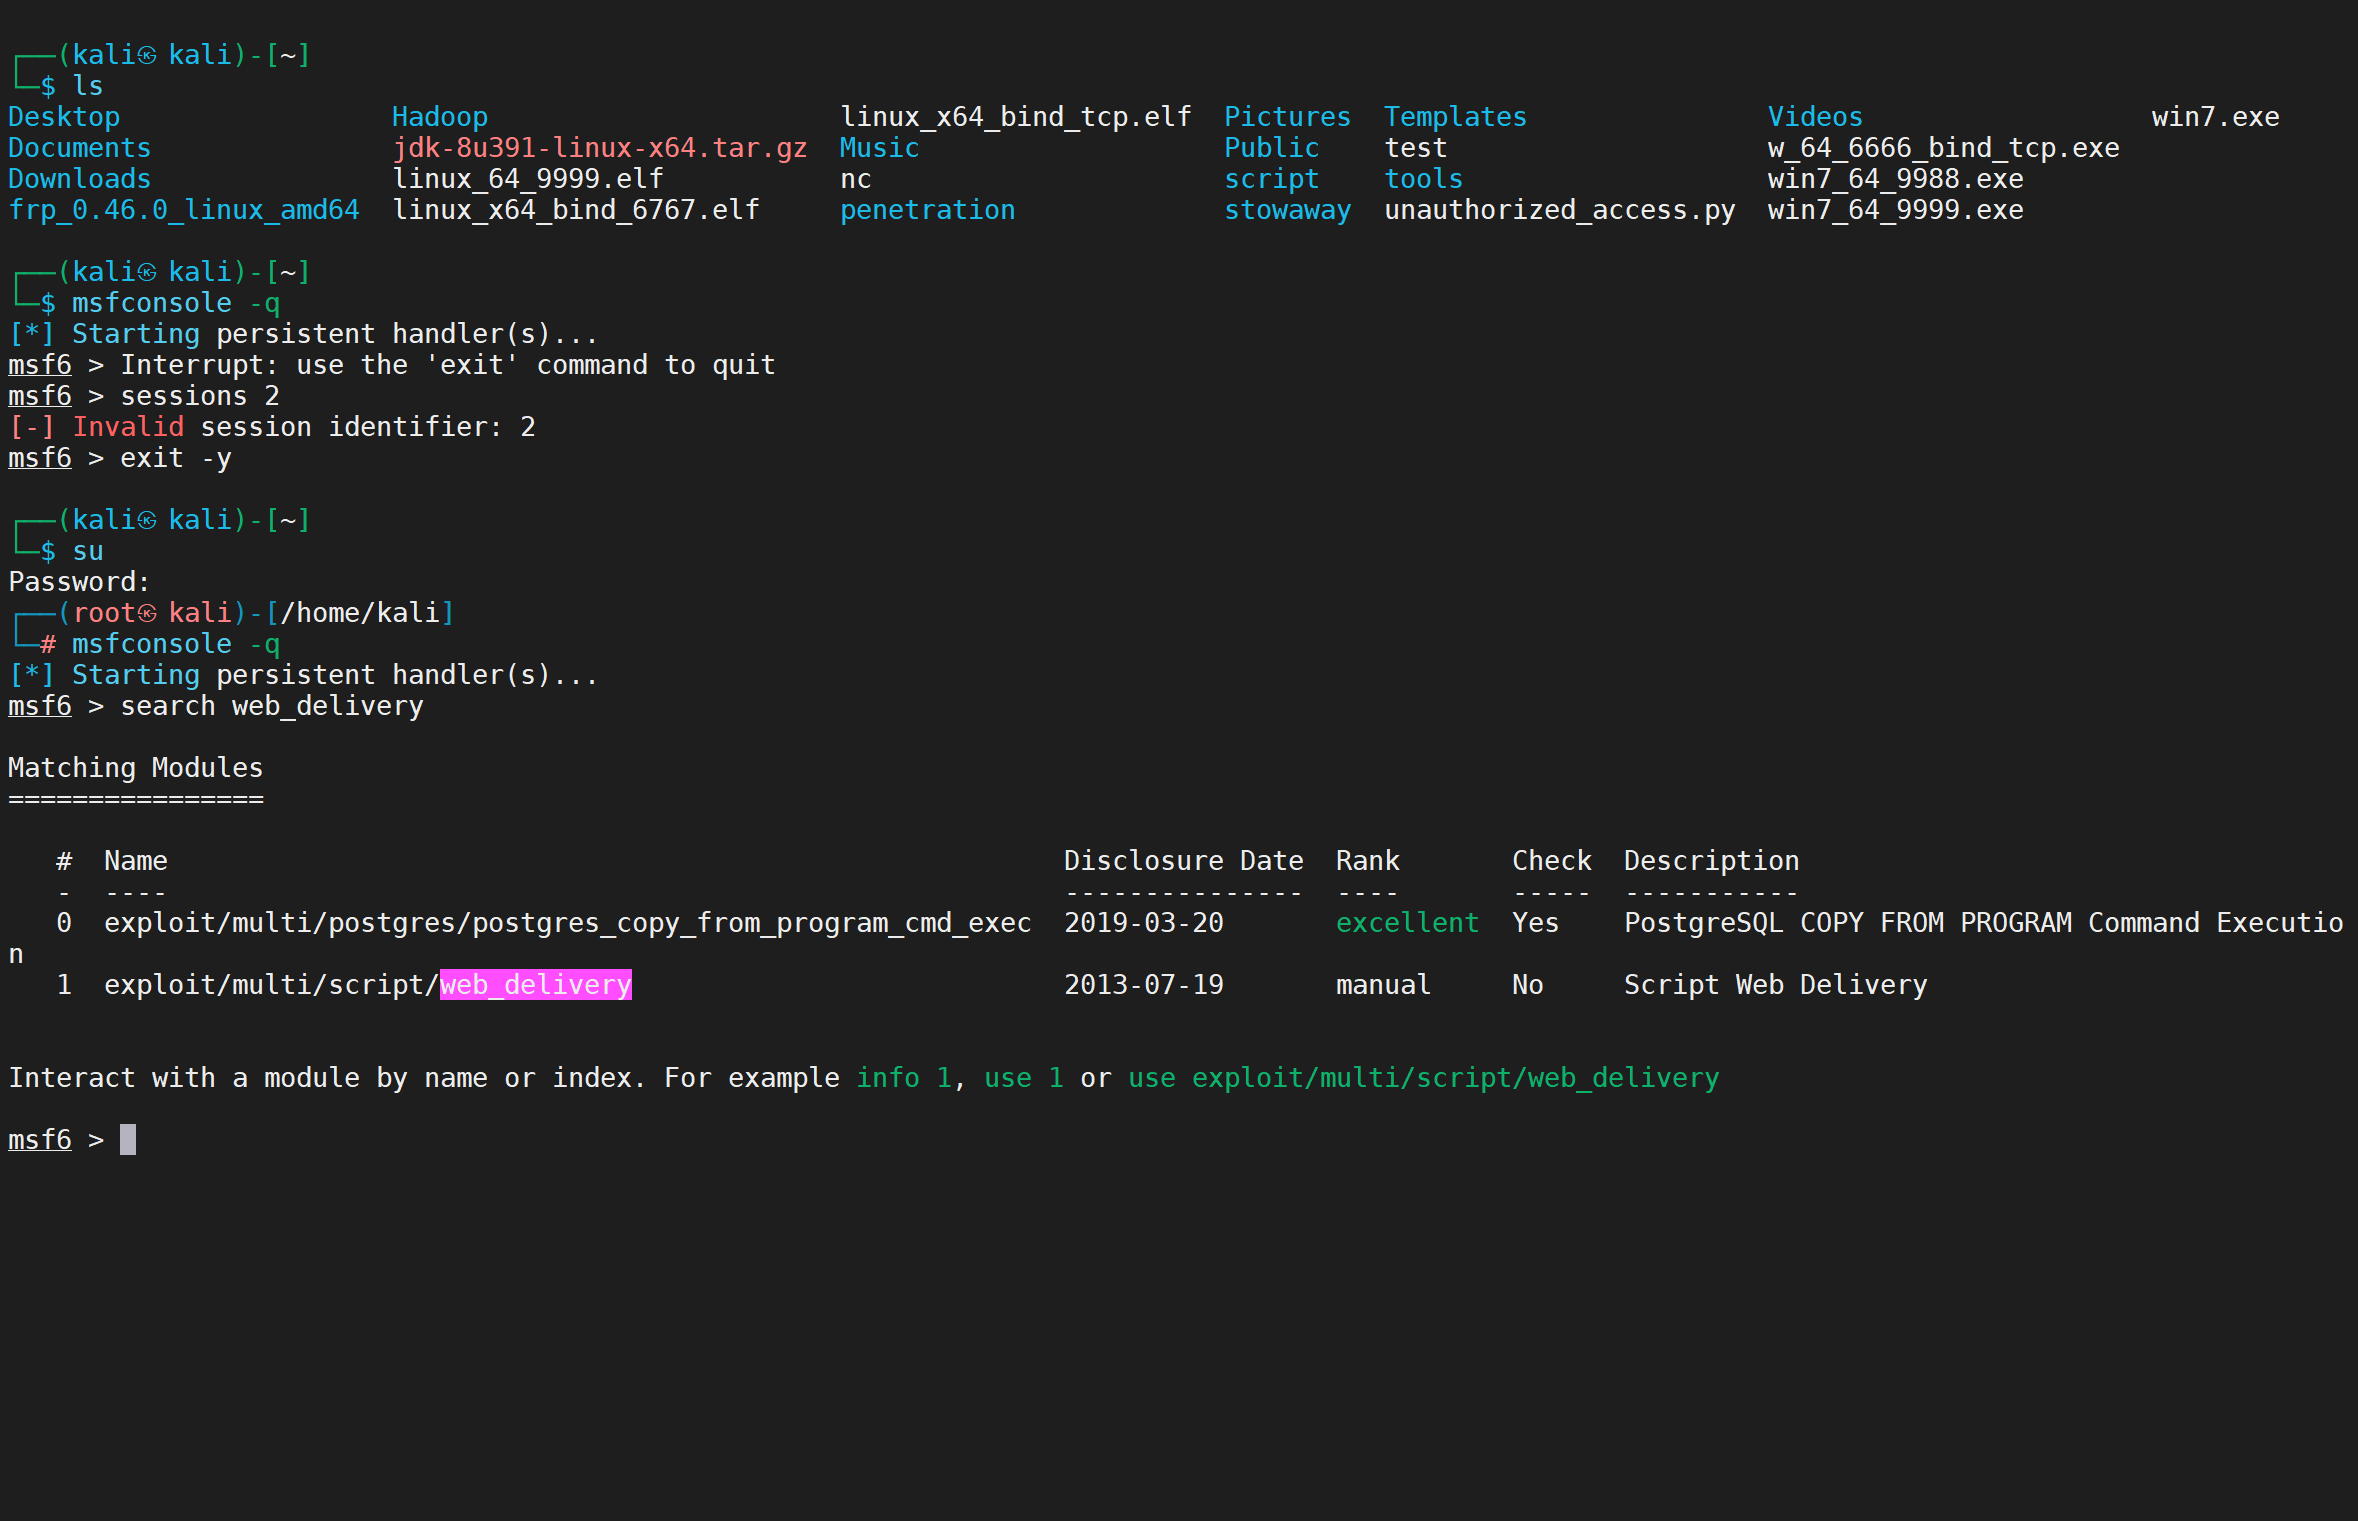 ┌──(kali㉿kali)-[~]
└─$ ls
Desktop                 Hadoop                      linux_x64_bind_tcp.elf  Pictures  Templates               Videos                  win7.exe
Documents               jdk-8u391-linux-x64.tar.gz  Music                   Public    test                    w_64_6666_bind_tcp.exe
Downloads               linux_64_9999.elf           nc                      script    tools                   win7_64_9988.exe
frp_0.46.0_linux_amd64  linux_x64_bind_6767.elf     penetration             stowaway  unauthorized_access.py  win7_64_9999.exe
┌──(kali㉿kali)-[~]
└─$ msfconsole -q
[*] Starting persistent handler(s)...
msf6 > Interrupt: use the 'exit' command to quit
msf6 > sessions 2
[-] Invalid session identifier: 2
msf6 > exit -y
┌──(kali㉿kali)-[~]
└─$ su
Password:
┌──(root㉿kali)-[/home/kali]
└─# msfconsole -q
[*] Starting persistent handler(s)...
msf6 > search web_delivery
Matching Modules
================
   #  Name                                                        Disclosure Date  Rank       Check  Description
   -  ----                                                        ---------------  ----       -----  -----------
   0  exploit/multi/postgres/postgres_copy_from_program_cmd_exec  2019-03-20       excellent  Yes    PostgreSQL COPY FROM PROGRAM Command Executio
n
   1  exploit/multi/script/web_delivery                           2013-07-19       manual     No     Script Web Delivery
Interact with a module by name or index. For example info 1, use 1 or use exploit/multi/script/web_delivery
msf6 >